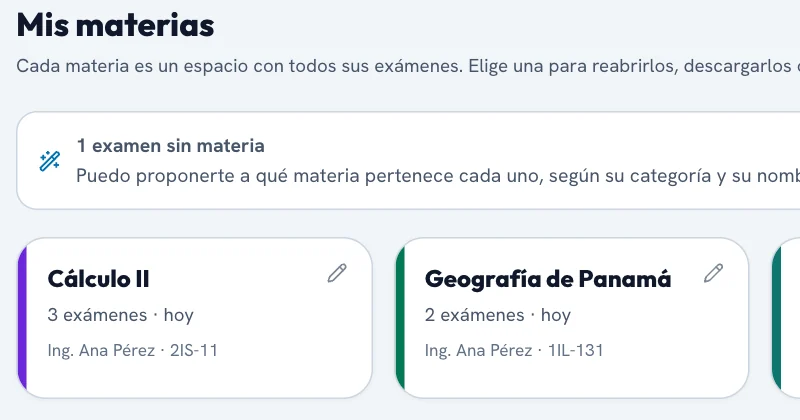 Mis materias
Cada materia es un espacio con todos sus exámenes. Elige una para reabrirlos, descargarlos
1 examen sin materia
Puedo proponerte a qué materia pertenece cada uno, según su categoría y su
Cálculo II
3 exámenes · hoy
Ing. Ana Pérez · 2IS-11
Geografía de Panamá
2 exámenes · hoy
Ing. Ana Pérez · 1IL-131